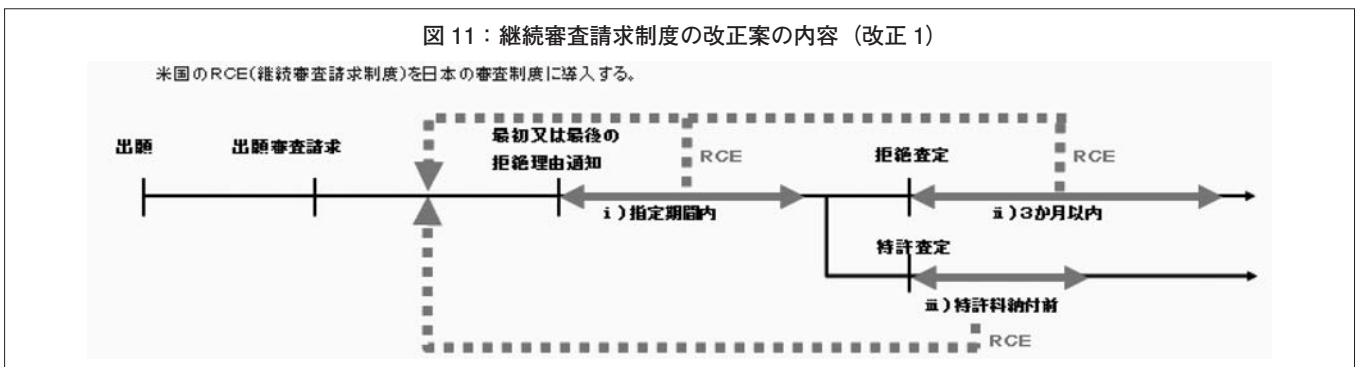 図 11：継続審査請求制度の改正案の内容（改正 1）
米国のRCE(継続審査請求制度)を日本の審査制度に導入する。
出願
出願審査請求
最初又は最後の
拒絶理由通知
RCE
拒絶査定
RCE
ⅰ)指定期間内
ⅱ)3か月以内
特許査定
ⅲ)特許料納付前
RCE